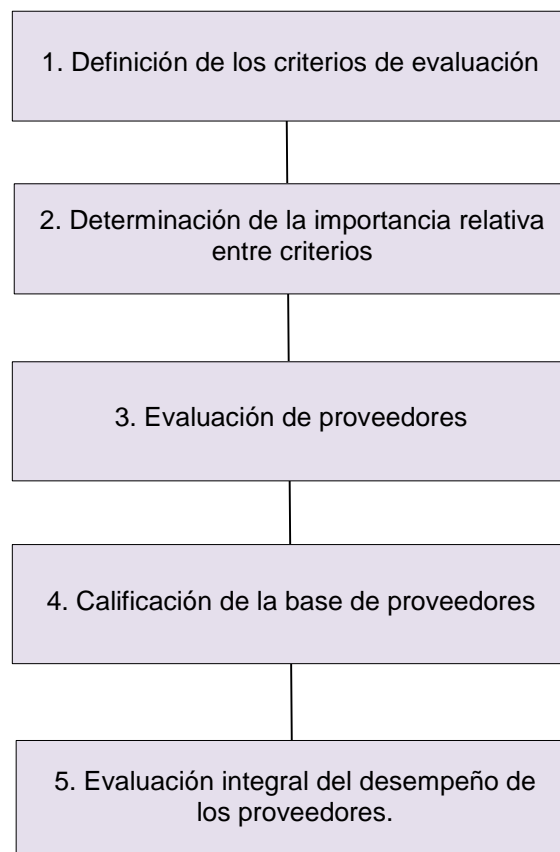 1. Definición de los criterios de evaluación
2. Determinación de la importancia relativa
entre criterios
3. Evaluación de proveedores
4. Calificación de la base de proveedores
5. Evaluación integral del desempeño de
los proveedores.